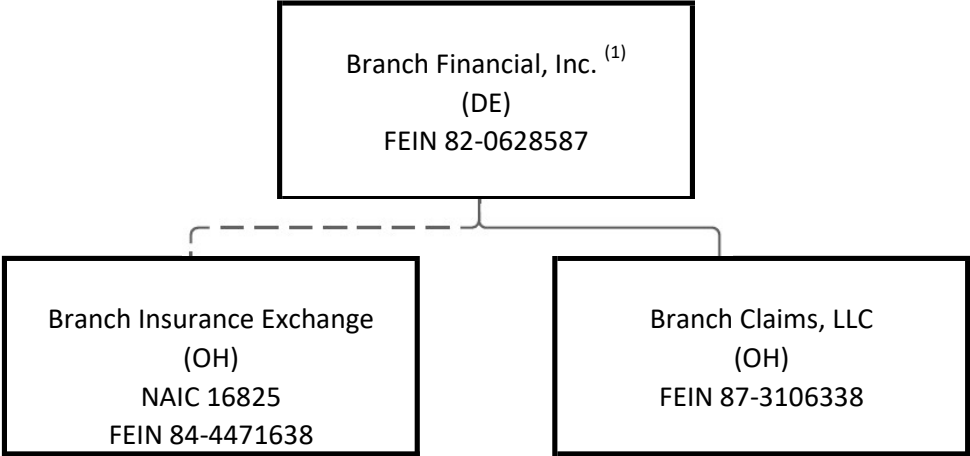 Branch Financial, Inc. (1)
(DE)
FEIN 82-0628587
Branch Insurance Exchange
(OH)
NAIC 16825
FEIN 84-4471638
Branch Claims, LLC
(OH)
FEIN 87-3106338